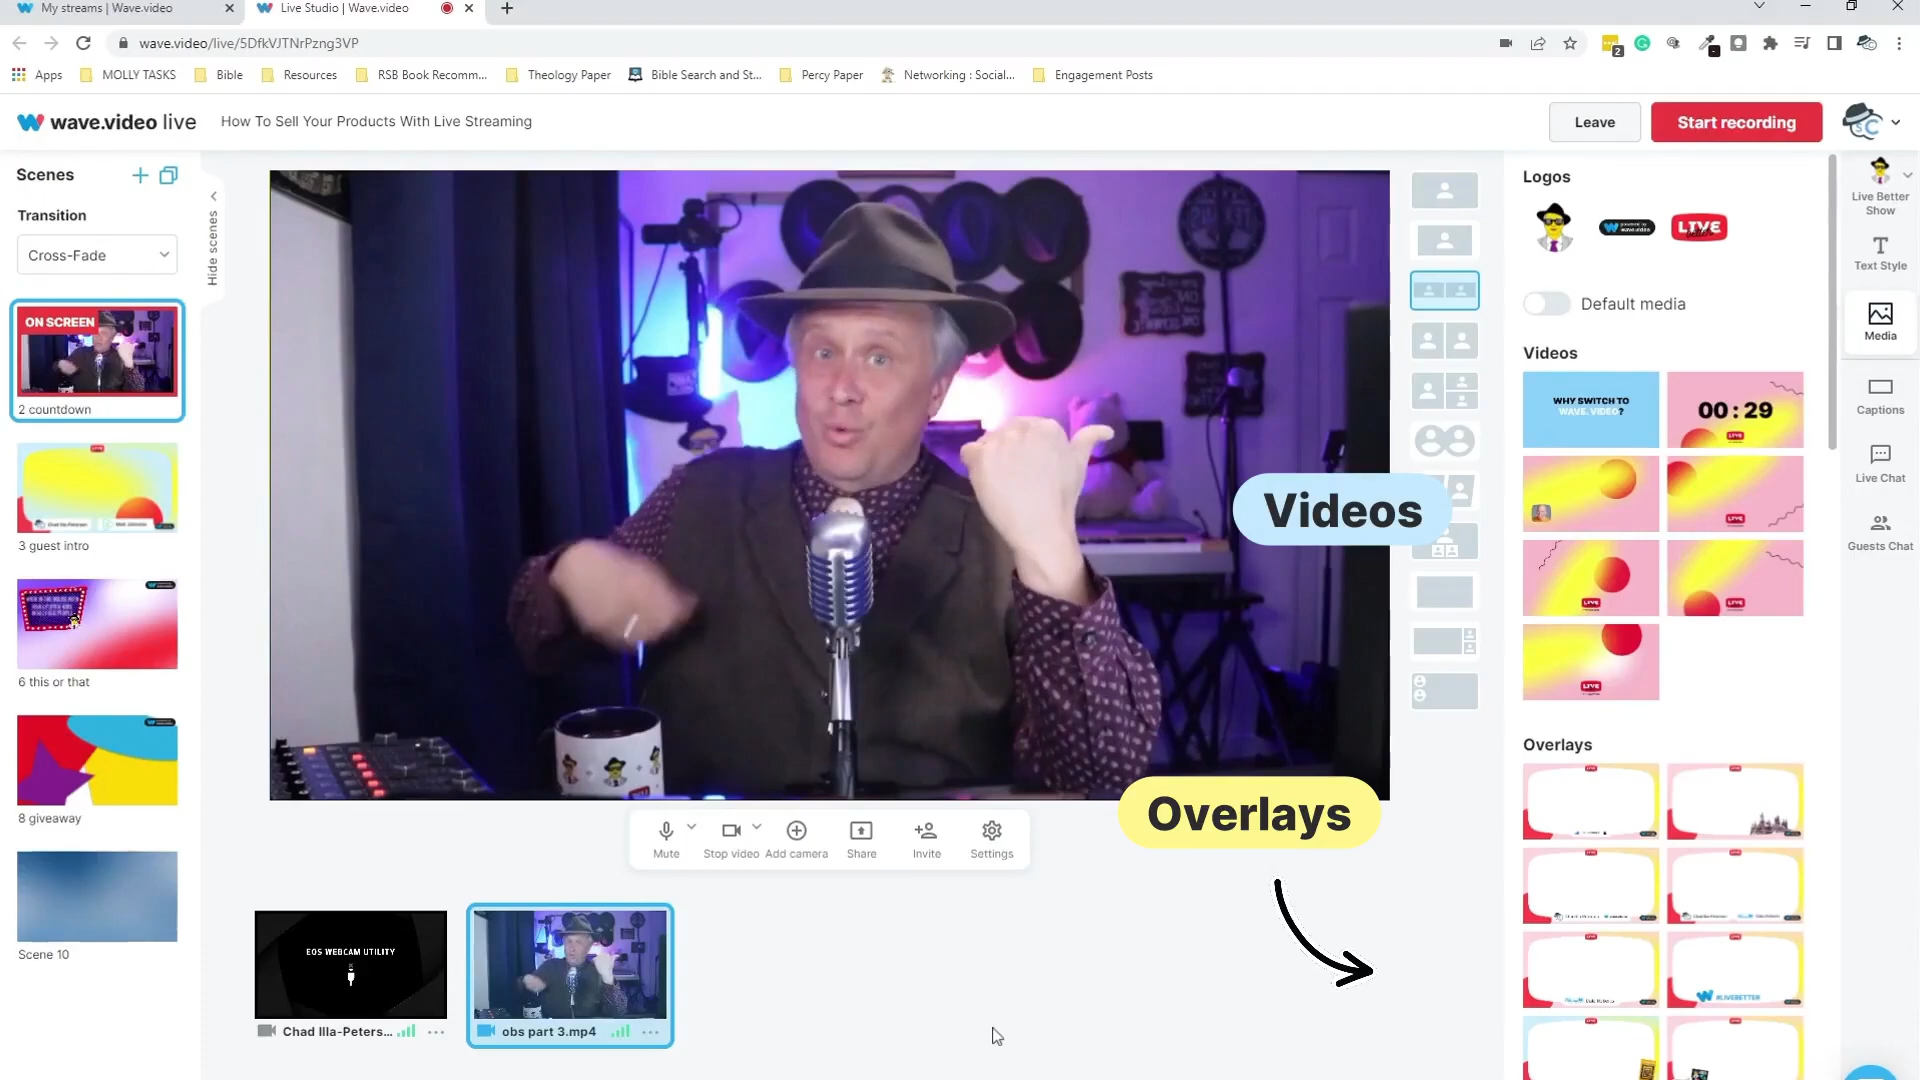 My streams | Wave.video
Live Studio | Wave.video
wave.video/live/5DfkVJTNrPzng3VP
2
Apps
MOLLY TASKS
Bible
Resources
RSB Book Recomm...
Theology Paper
Bible Search and St...
Percy Paper
Networking : Social...
Engagement Posts
wave.video live
How To Sell Your Products With Live Streaming
Leave
Start recording
Scenes
Transition
Cross-Fade
Hide scenes
ON SCREEN
2 countdown
3 guest intro
6 this or that
8 giveaway
Scene 10
Videos
Overlays
Mute
Stop video
Add camera
Share
Invite
Settings
EOS WEBCAM UTILITY
Chad Illa-Peters...
obs part 3.mp4
Logos
LIVE
Default media
Videos
WHY SWITCH TO
WAVE.VIDEO?
00 : 29
LIVE
Overlays
#LIVEBETTER
Live Better
Show
Text Style
Media
Captions
Live Chat
Guests Chat